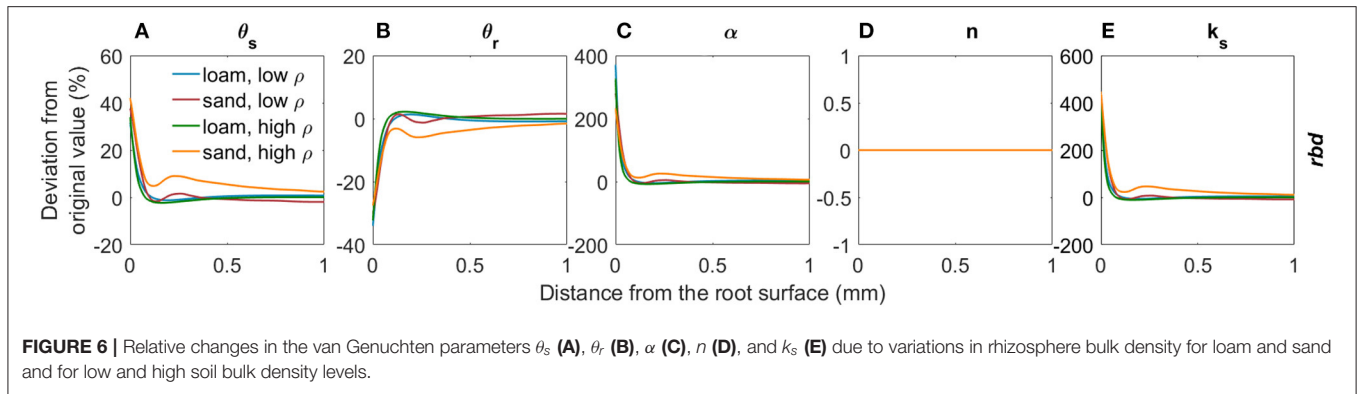 A θs B θr C α D n E ks
60
40
20
0
-20
loam, low ρ
sand, low ρ
loam, high ρ
sand, high ρ
Deviation from
original value (%)
0 0.5 1
20
0
-20
-40
0 0.5 1
400
200
0
-200
0 0.5 1
1
0.5
0
-0.5
-1
0 0.5 1
600
400
200
0
-200
0 0.5 1
rbd
Distance from the root surface (mm)
FIGURE 6 | Relative changes in the van Genuchten parameters θs (A), θr (B), α (C), n (D), and ks (E) due to variations in rhizosphere bulk density for loam and sand
and for low and high soil bulk density levels.